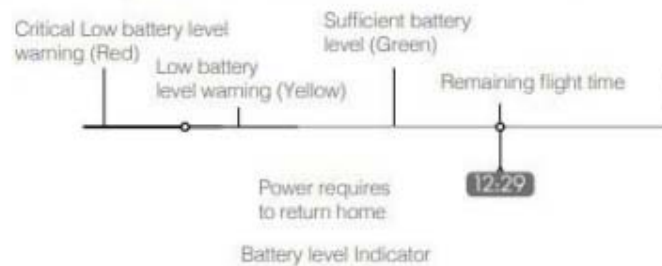 Sufficient battery
level (Green)
Critical Low battery level
warning (Red)
Low battery
level warning (Yellow)
Remaining flight time
12:29
Power requires
to return home
Battery level Indicator